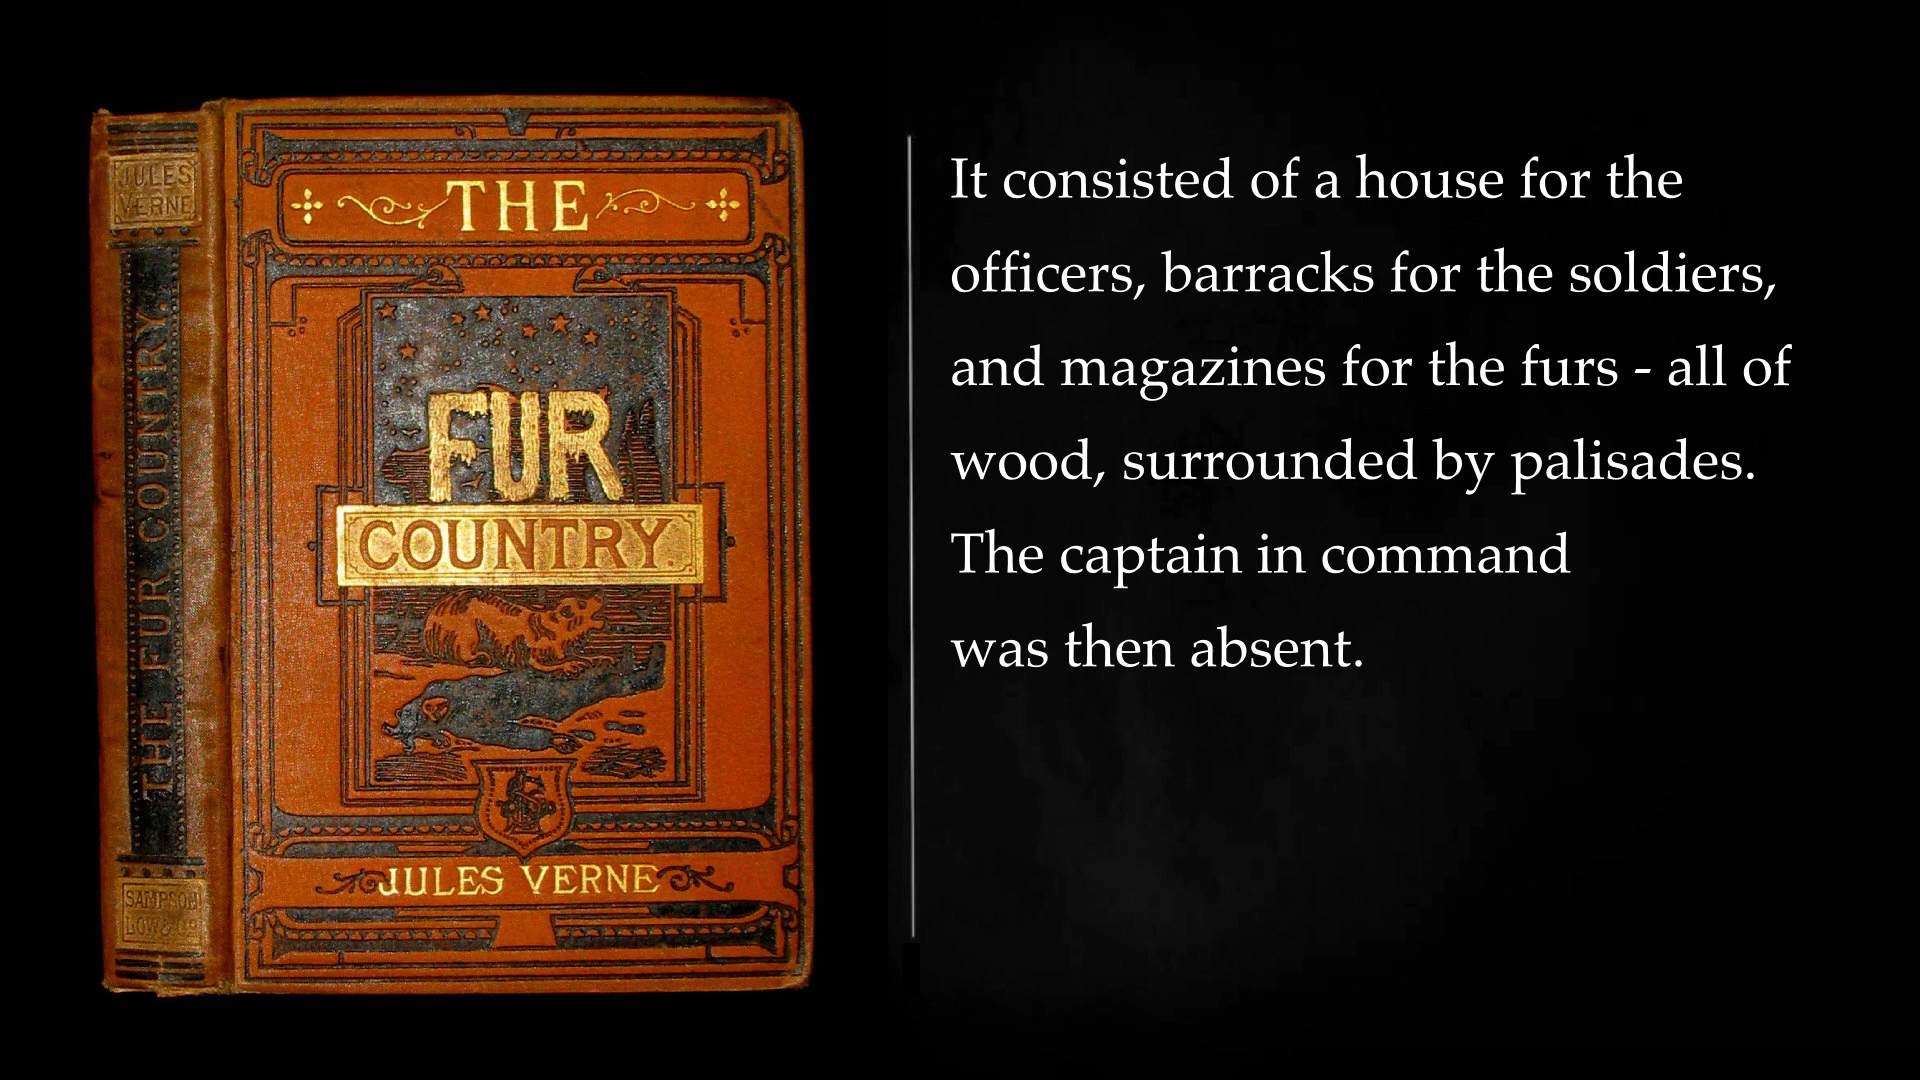 JULES
VERNE
THE FUR COUNTRY.
SAMPSON
LOW & Co
THE
FUR
COUNTRY.
JULES VERNE
It consisted of a house for the
officers, barracks for the soldiers,
and magazines for the furs - all of
wood, surrounded by palisades.
The captain in command
was then absent.